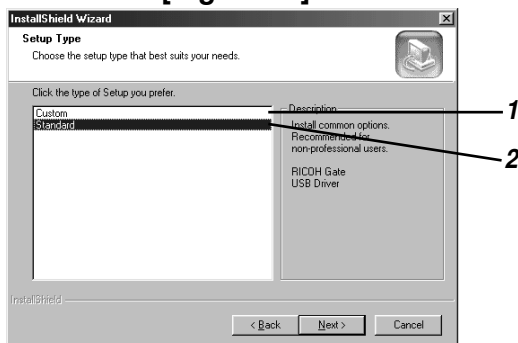 InstallShield Wizard
Setup Type
Choose the setup type that best suits your needs.
Click the type of Setup you prefer.
Custom
Standard
Description
Install common options.
Recommended for
non-professional users.
RICOH Gate
USB Driver
1
2
InstallShield
< Back
Next >
Cancel